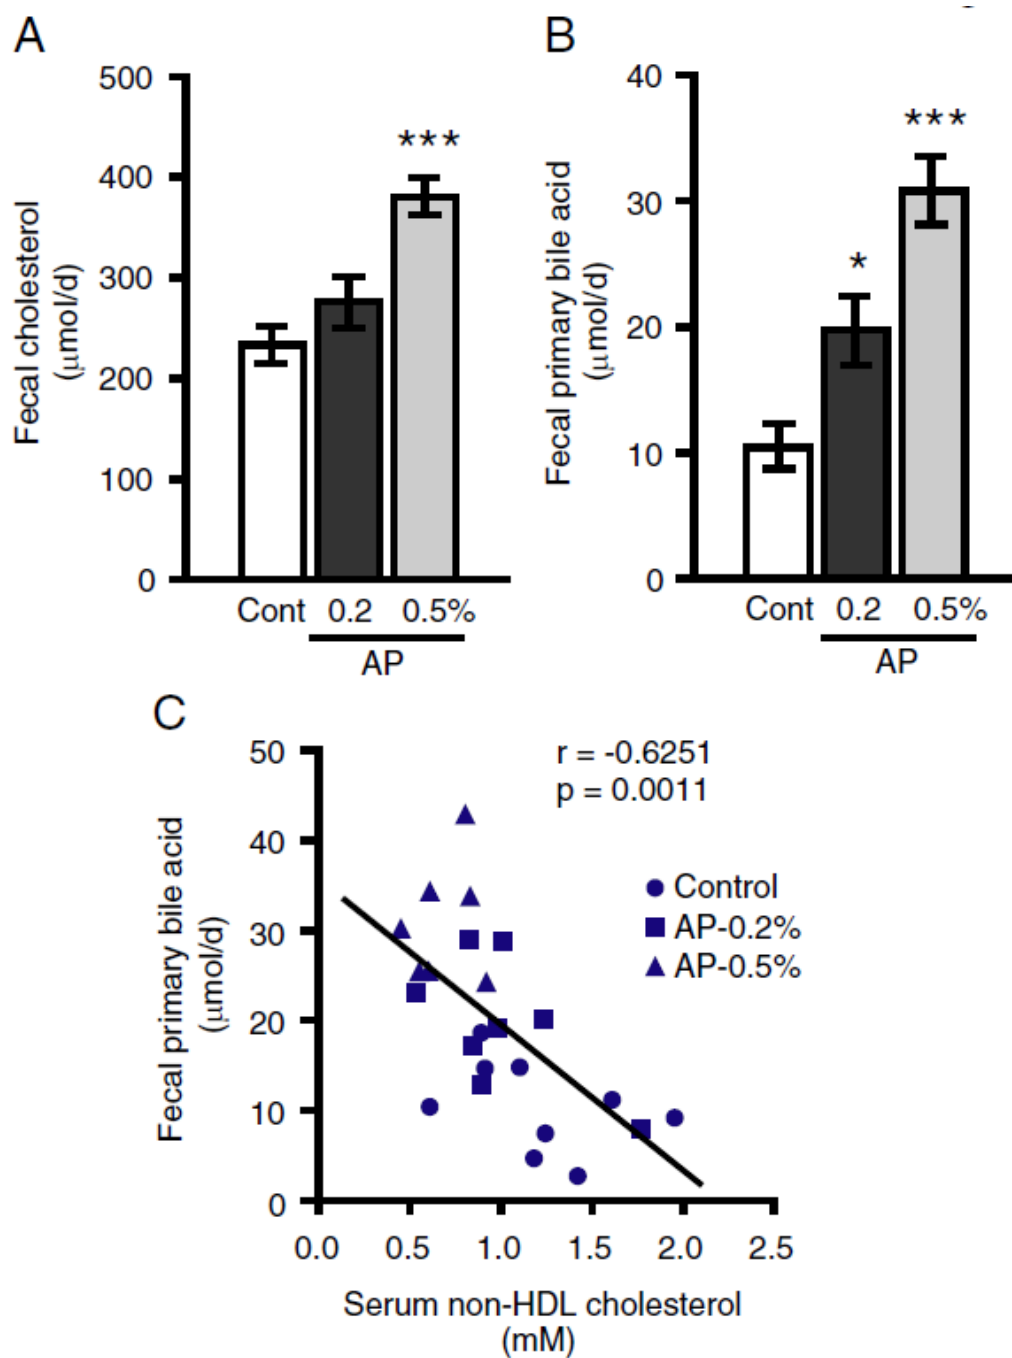 A
500
400
300
200
100
0
Fecal cholesterol
(μmol/d)
***
Cont 0.2 0.5%
AP
B
40
30
20
10
0
Fecal primary bile acid
(μmol/d)
*
***
Cont 0.2 0.5%
AP
C
50
40
30
20
10
0
Fecal primary bile acid
(μmol/d)
r = -0.6251
p = 0.0011
Control
AP-0.2%
AP-0.5%
0.0 0.5 1.0 1.5 2.0 2.5
Serum non-HDL cholesterol
(mM)